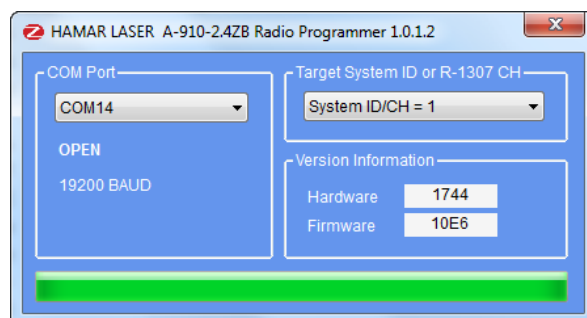 HAMAR LASER A-910-2.4ZB Radio Programmer 1.0.1.2
COM Port
COM14
OPEN
19200 BAUD
Target System ID or R-1307 CH
System ID/CH = 1
Version Information
Hardware 1744
Firmware 10E6